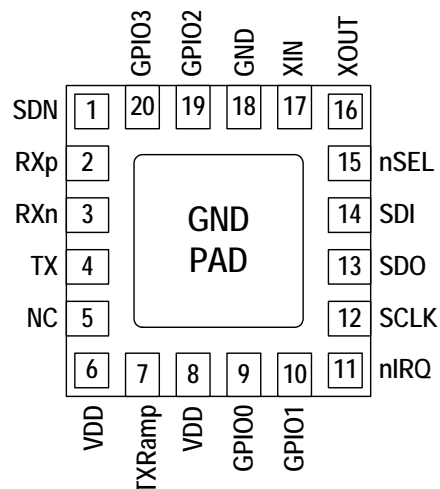 GPIO3
GPIO2
GND
XIN
XOUT
SDN
1
20
19
18
17
16
RXp
2
15
nSEL
RXn
3
GND
PAD
14
SDI
TX
4
13
SDO
NC
5
12
SCLK
6
7
8
9
10
11
nIRQ
VDD
TXRamp
VDD
GPIO0
GPIO1